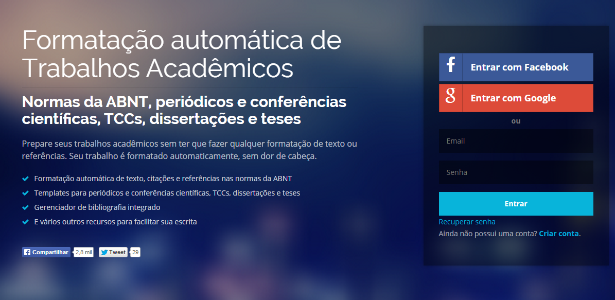 Formatação automática de
Trabalhos Acadêmicos
Normas da ABNT, periódicos e conferências
científicas, TCCs, dissertações e teses
Prepare seus trabalhos acadêmicos sem ter que fazer qualquer formatação de texto ou
referências. Seu trabalho é formatado automaticamente, sem dor de cabeça.
Formatação automática de texto, citações e referências nas normas da ABNT
Templates para periódicos e conferências científicas, TCCs, dissertações e teses
Gerenciador de bibliografia integrado
E vários outros recursos para facilitar sua escrita
Compartilhar 2,8 mil Tweet 29
f Entrar com Facebook
g Entrar com Google
ou
Email
Senha
Entrar
Recuperar senha
Ainda não possui uma conta? Criar conta.